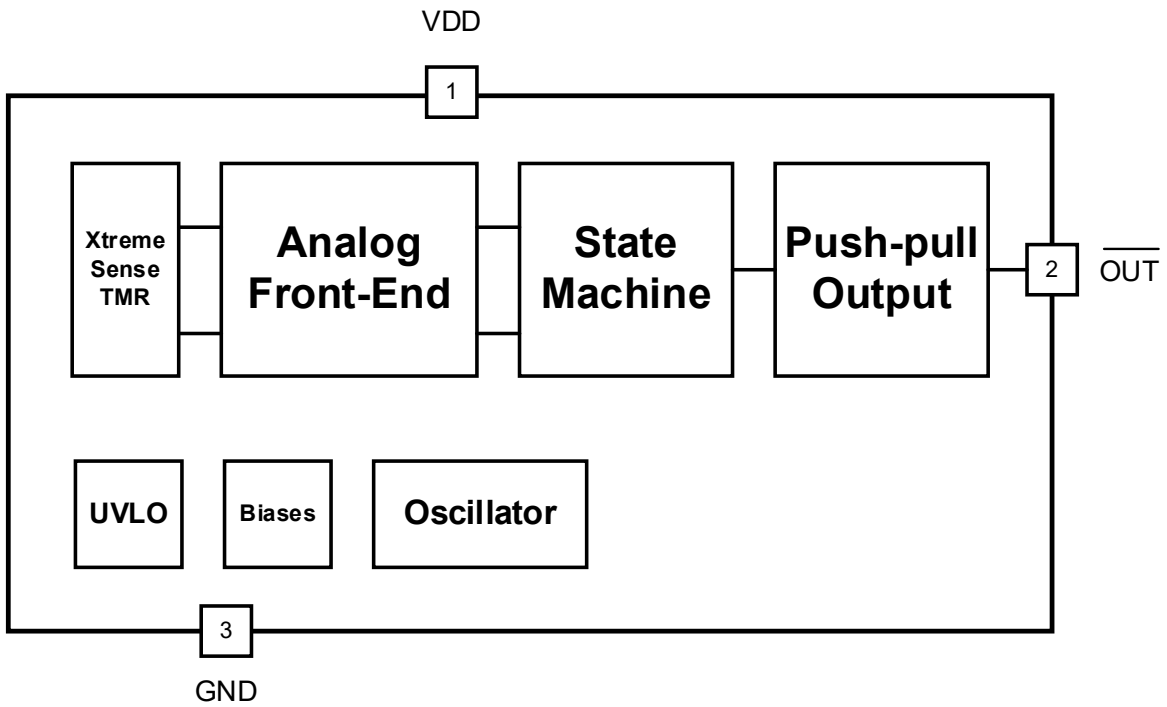 VDD
1
Xtreme
Sense
TMR
Analog
Front-End
State
Machine
Push-pull
Output
2
OUT
UVLO
Biases
Oscillator
3
GND